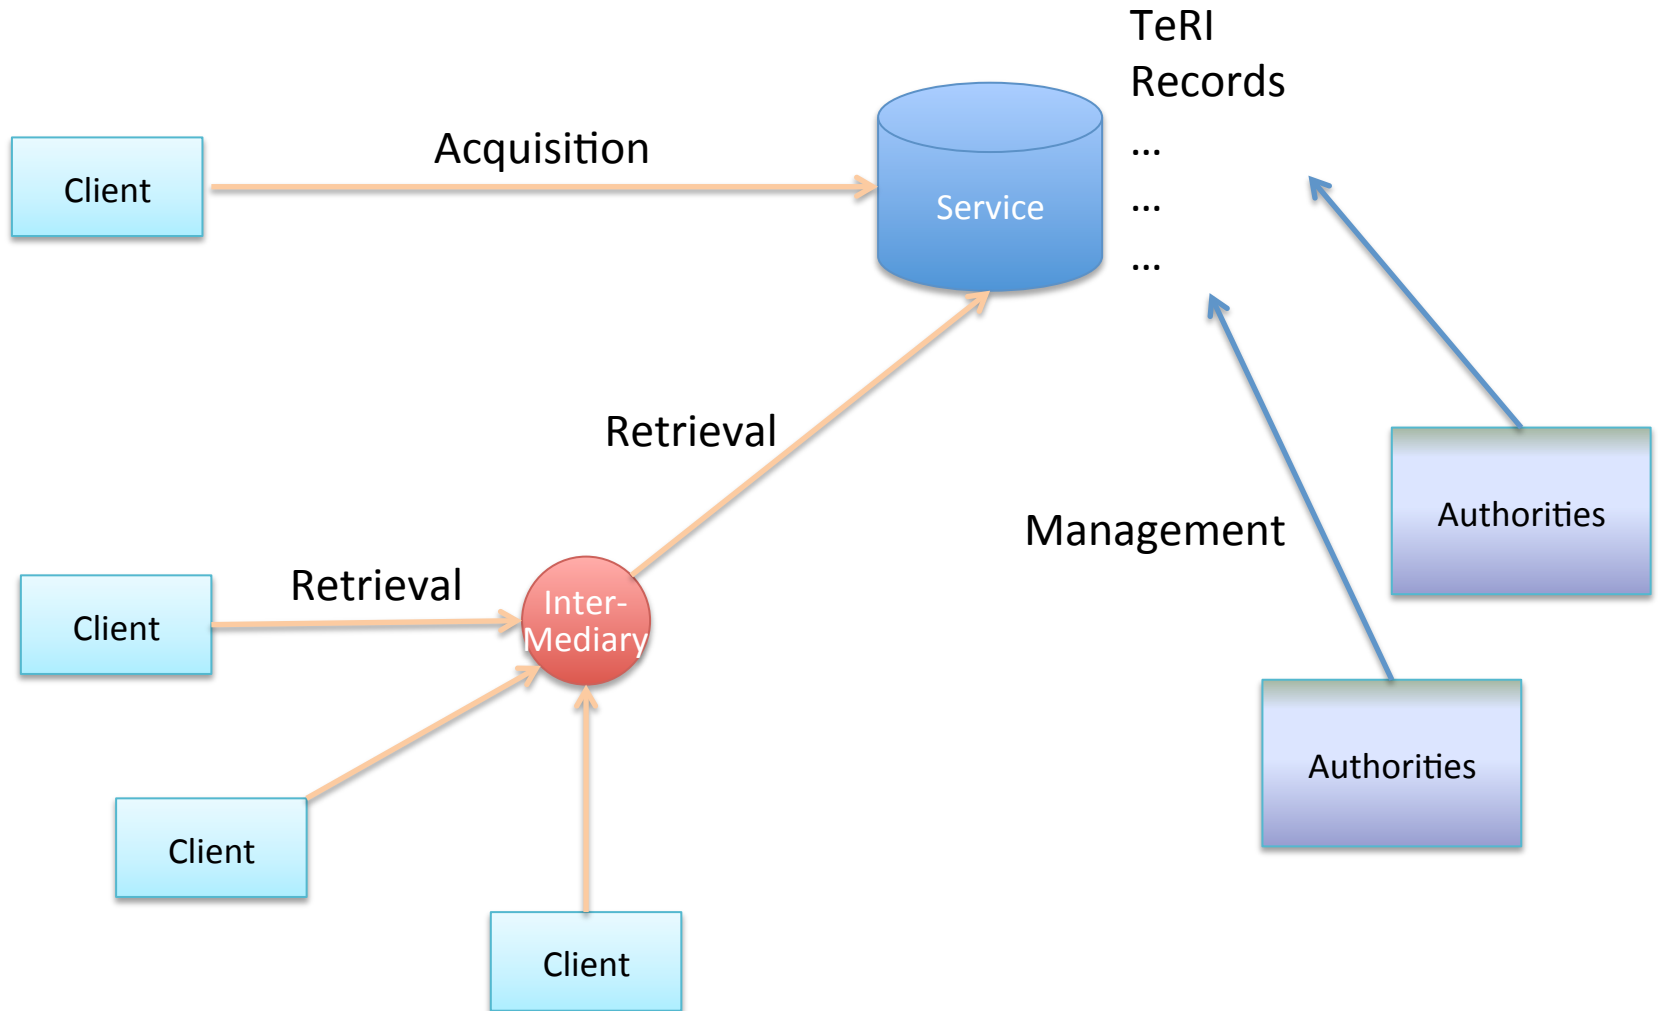 TeRI
Records
...
...
...
Acquisition
Client
Service
Retrieval
Management
Authorities
Retrieval
Client
Inter-
Mediary
Authorities
Client
Client